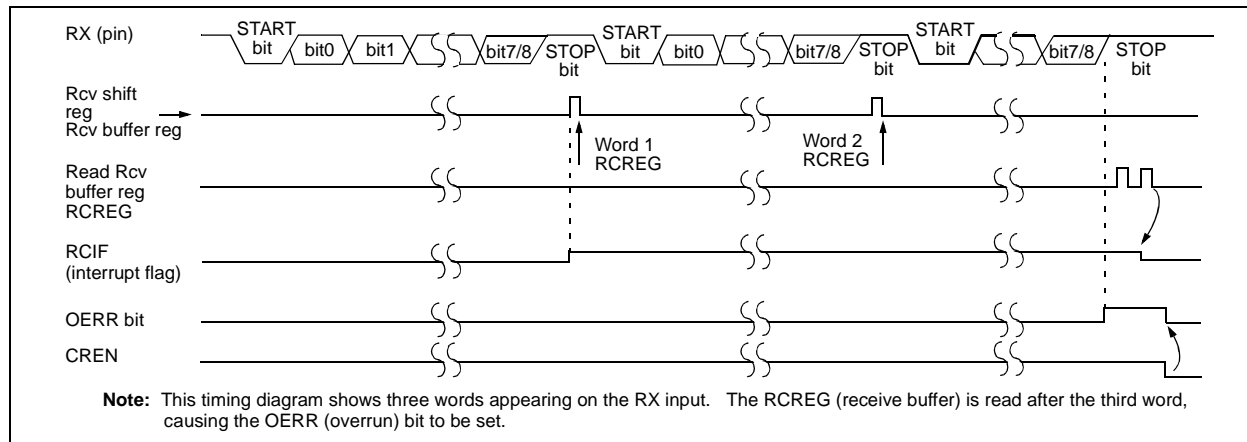 RX (pin)
START
bit
bit0
bit1
bit7/8
STOP
bit
START
bit
bit0
bit7/8
STOP
bit
START
bit
bit7/8
STOP
bit
Rcv shift
reg
Rcv buffer reg
Word 1
RCREG
Word 2
RCREG
Read Rcv
buffer reg
RCREG
RCIF
(interrupt flag)
OERR bit
CREN
Note: This timing diagram shows three words appearing on the RX input. The RCREG (receive buffer) is read after the third word,
causing the OERR (overrun) bit to be set.